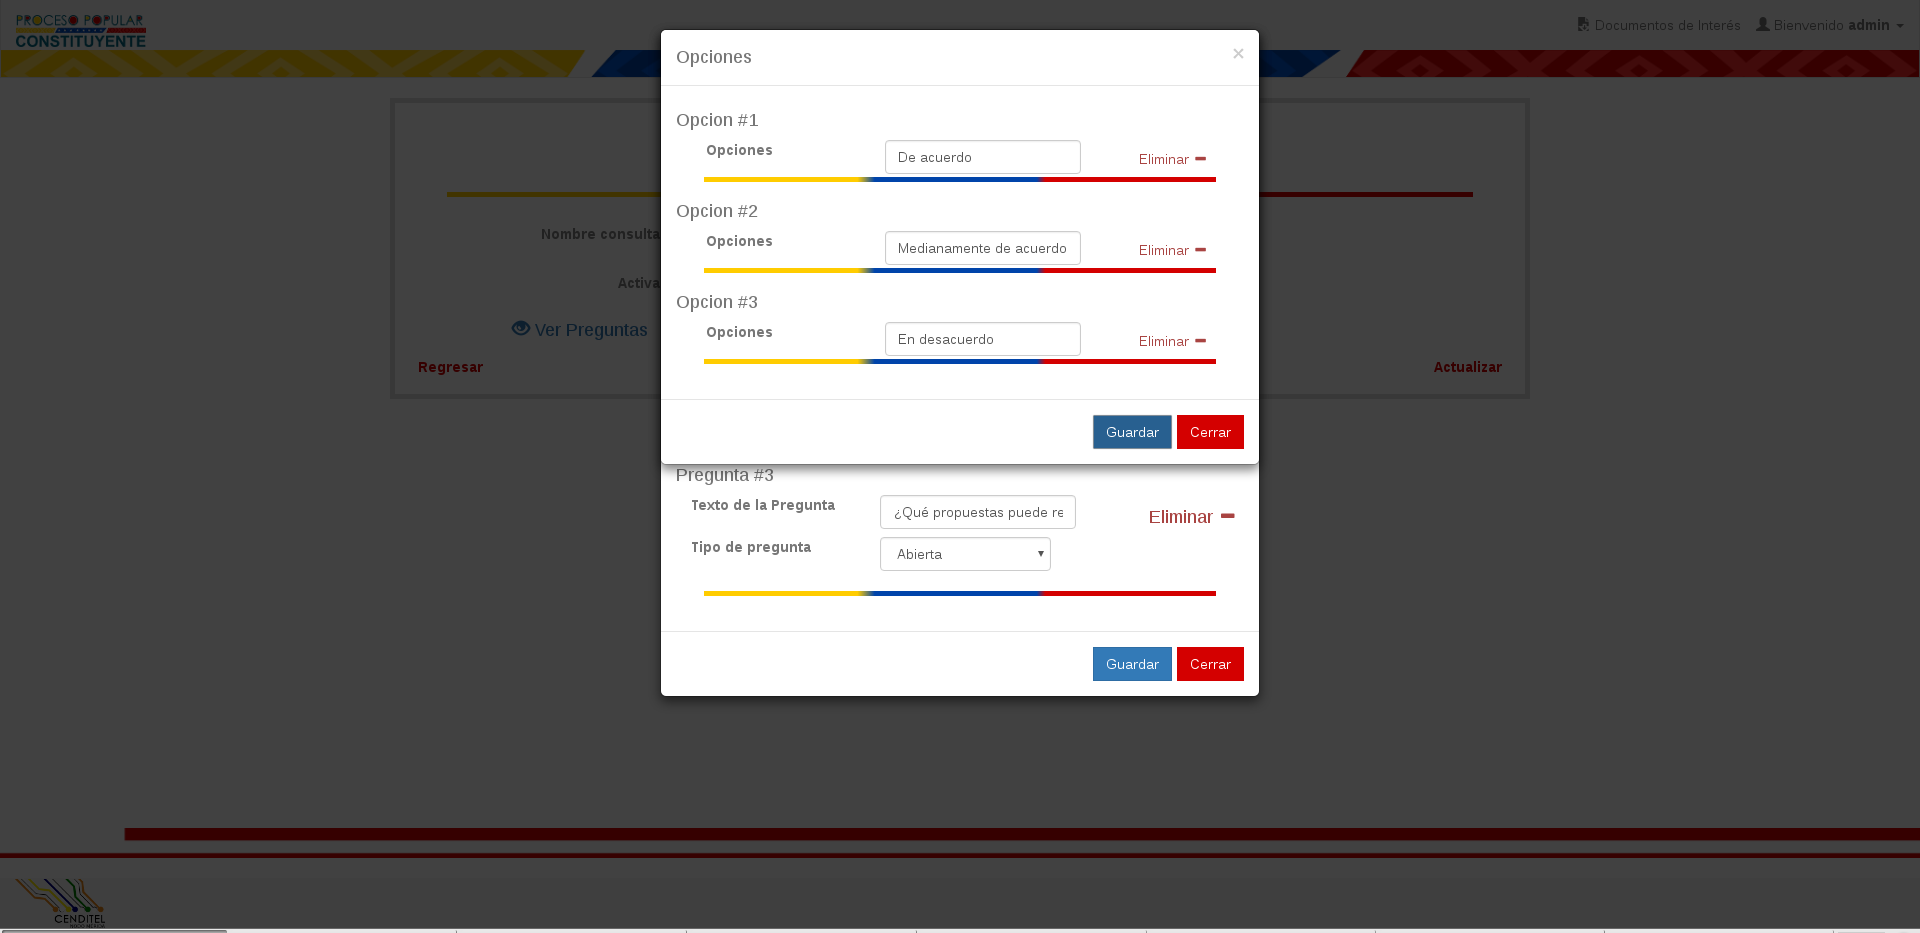 PROCESO POPULAR
CONSTITUYENTE
Documentos de Interés
Bienvenido admin
Opciones
×
Opcion #1
Opciones
De acuerdo
Eliminar
Opcion #2
Opciones
Medianamente de acuerdo
Eliminar
Opcion #3
Opciones
En desacuerdo
Eliminar
Guardar
Cerrar
Nombre consulta
Activa
Ver Preguntas
Regresar
Actualizar
Pregunta #3
Texto de la Pregunta
¿Qué propuestas puede re
Eliminar
Tipo de pregunta
Abierta
Guardar
Cerrar
CENDITEL